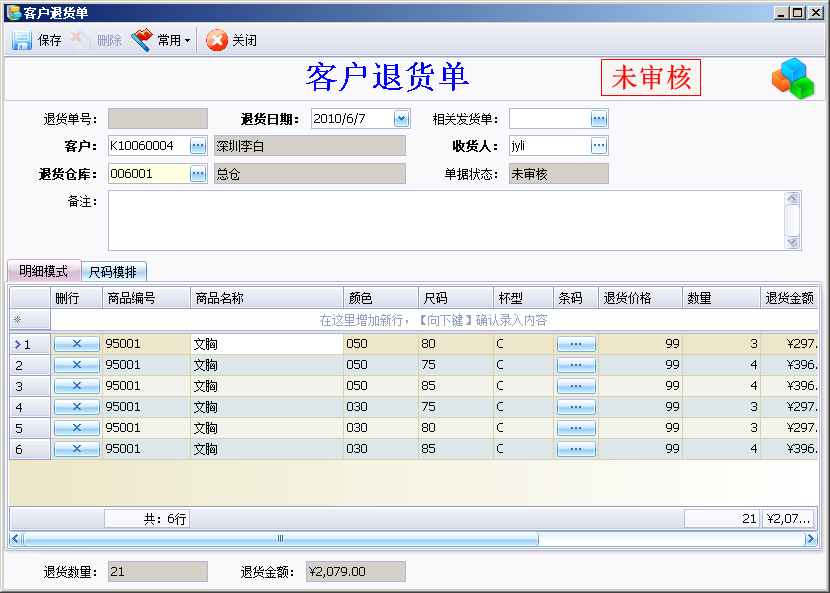 客户退货单
保存 删除 常用 关闭
客户退货单 未审核
退货单号： 退货日期： 2010/6/7 相关发货单：
客户： K10060004 深圳李白 收货人： jyli
退货仓库： 006001 总仓 单据状态： 未审核
备注：
明细模式 尺码横排
删行 商品编号 商品名称 颜色 尺码 杯型 条码 退货价格 数量 退货金额
* 在这里增加新行，【向下键】确认录入内容
1 95001 文胸 050 80 C 99 3 ¥297.
2 95001 文胸 050 75 C 99 4 ¥396.
3 95001 文胸 050 85 C 99 4 ¥396.
4 95001 文胸 030 75 C 99 3 ¥297.
5 95001 文胸 030 80 C 99 3 ¥297.
6 95001 文胸 030 85 C 99 4 ¥396.
共：6行 21 ¥2,07...
退货数量： 21 退货金额： ¥2,079.00